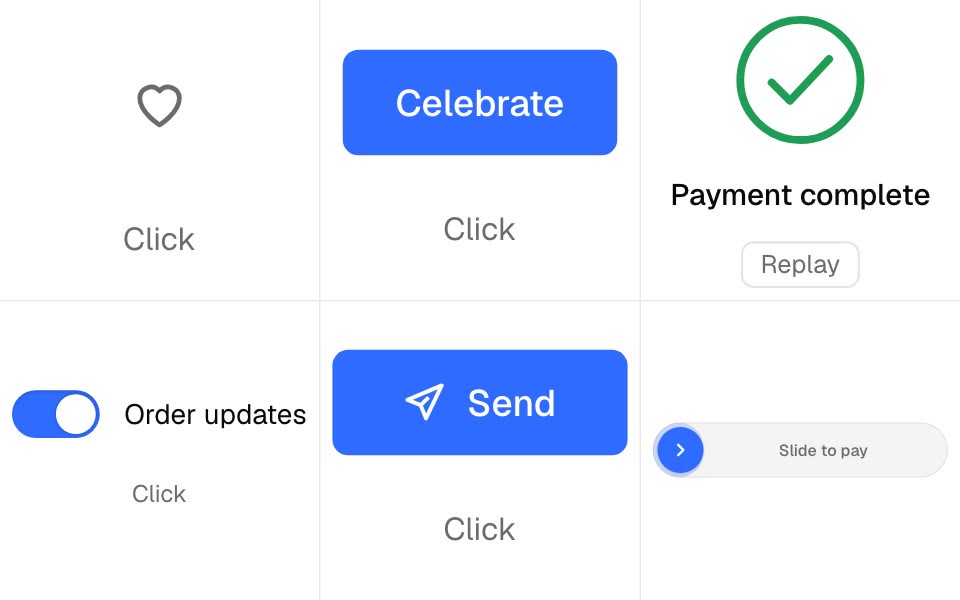 Celebrate
Click
Click
Payment complete
Replay
Order updates
Click
Send
Click
Slide to pay